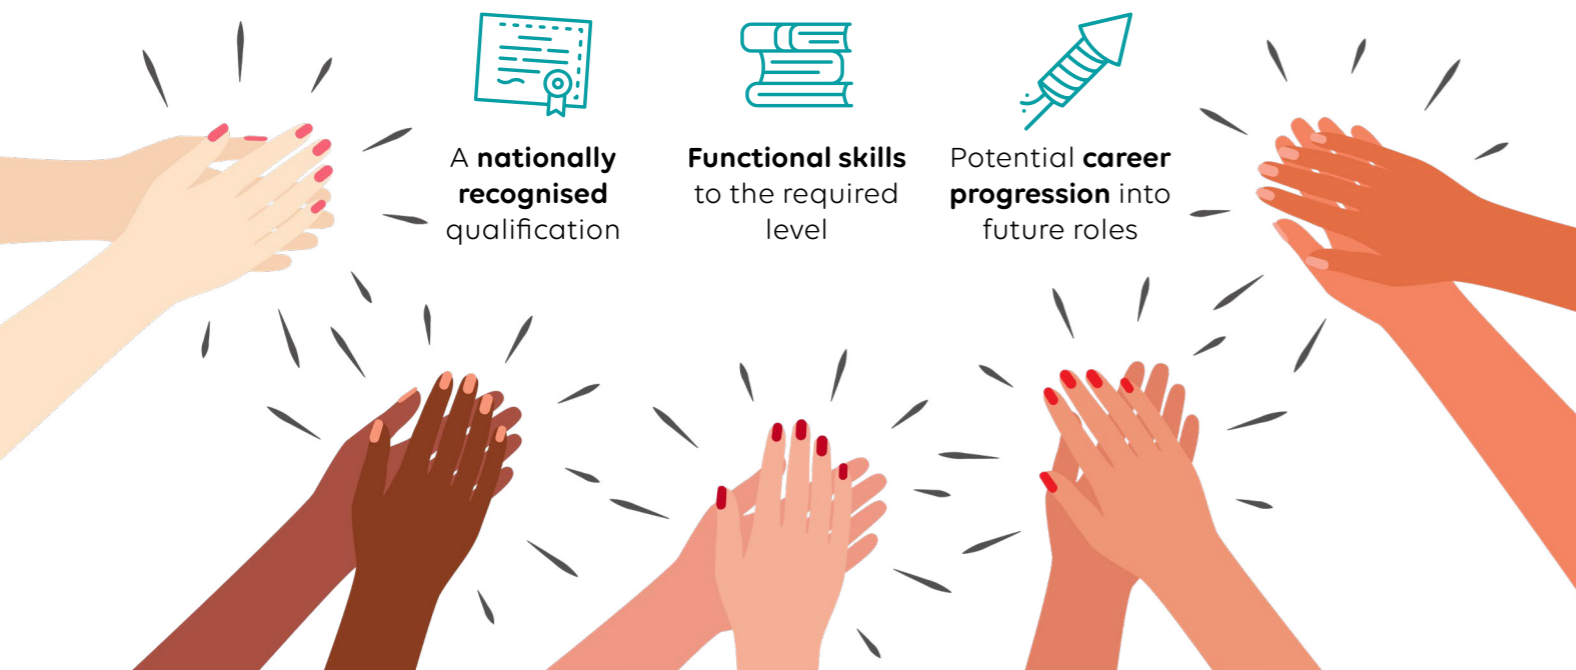 A nationally
recognised
qualification
Functional skills
to the required
level
Potential career
progression into
future roles